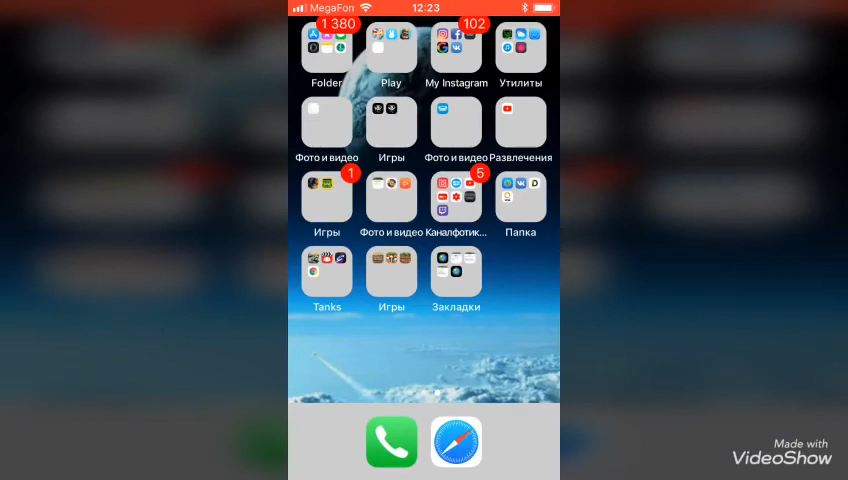 MegaFon 12:23
1 380 102
Folder Play My Instagram Утилиты
Фото и видео Игры Фото и видео Развлечения
1 5
Игры Фото и видео Каналфотик... Папка
Tanks Игры Закладки
Made with
VideoShow